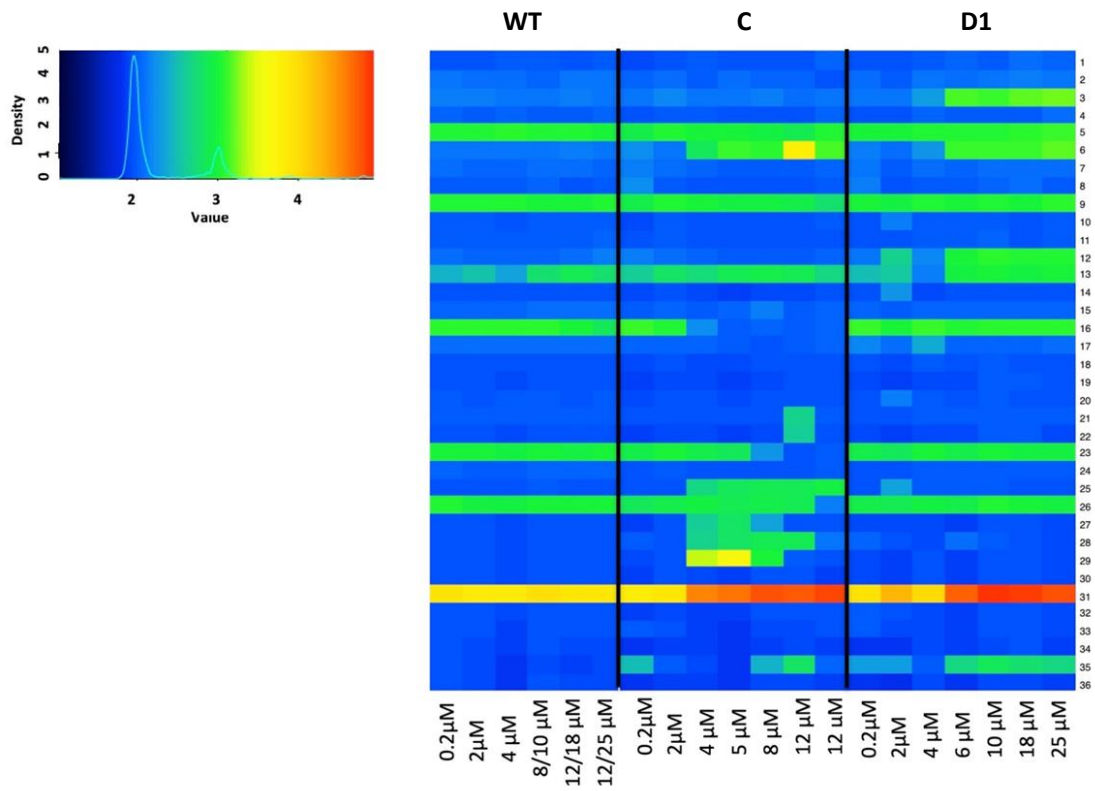 WT C D1
Density
5
4
3
2
1
0
2 3 4
Value
1
2
3
4
5
6
7
8
9
10
11
12
13
14
15
16
17
18
19
20
21
22
23
24
25
26
27
28
29
30
31
32
33
34
35
36
0.2µM
2µM
4 µM
8/10 µM
12/18 µM
12/25 µM
0.2µM
2µM
4 µM
5 µM
8 µM
12 µM
12 uM
0.2µM
2µM
4 µM
6 µM
10 µM
18 µM
25 µM